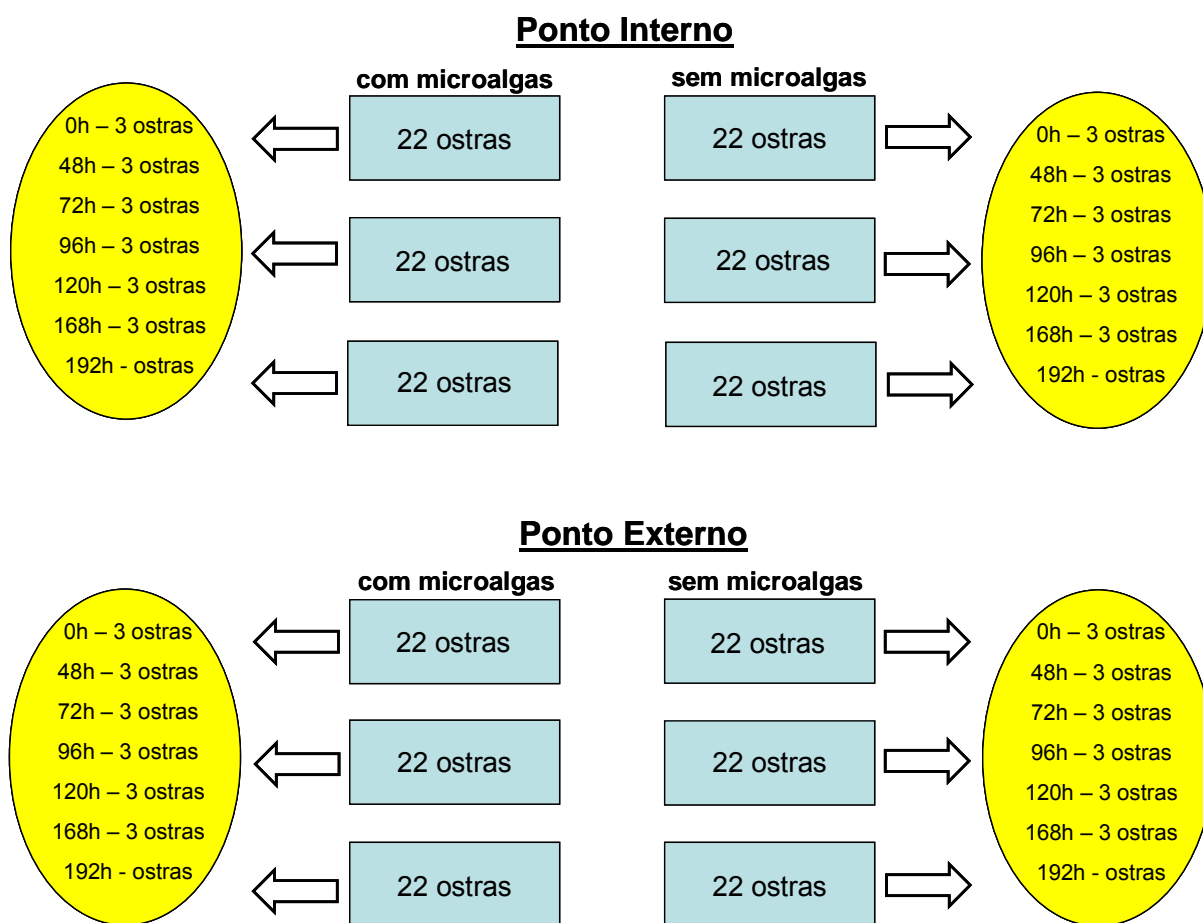 Ponto Interno
com microalgas
sem microalgas
0h – 3 ostras
48h – 3 ostras
72h – 3 ostras
96h – 3 ostras
120h – 3 ostras
168h – 3 ostras
192h - ostras
22 ostras
22 ostras
22 ostras
22 ostras
22 ostras
22 ostras
0h – 3 ostras
48h – 3 ostras
72h – 3 ostras
96h – 3 ostras
120h – 3 ostras
168h – 3 ostras
192h - ostras
Ponto Externo
com microalgas
sem microalgas
0h – 3 ostras
48h – 3 ostras
72h – 3 ostras
96h – 3 ostras
120h – 3 ostras
168h – 3 ostras
192h - ostras
22 ostras
22 ostras
22 ostras
22 ostras
22 ostras
22 ostras
0h – 3 ostras
48h – 3 ostras
72h – 3 ostras
96h – 3 ostras
120h – 3 ostras
168h – 3 ostras
192h - ostras